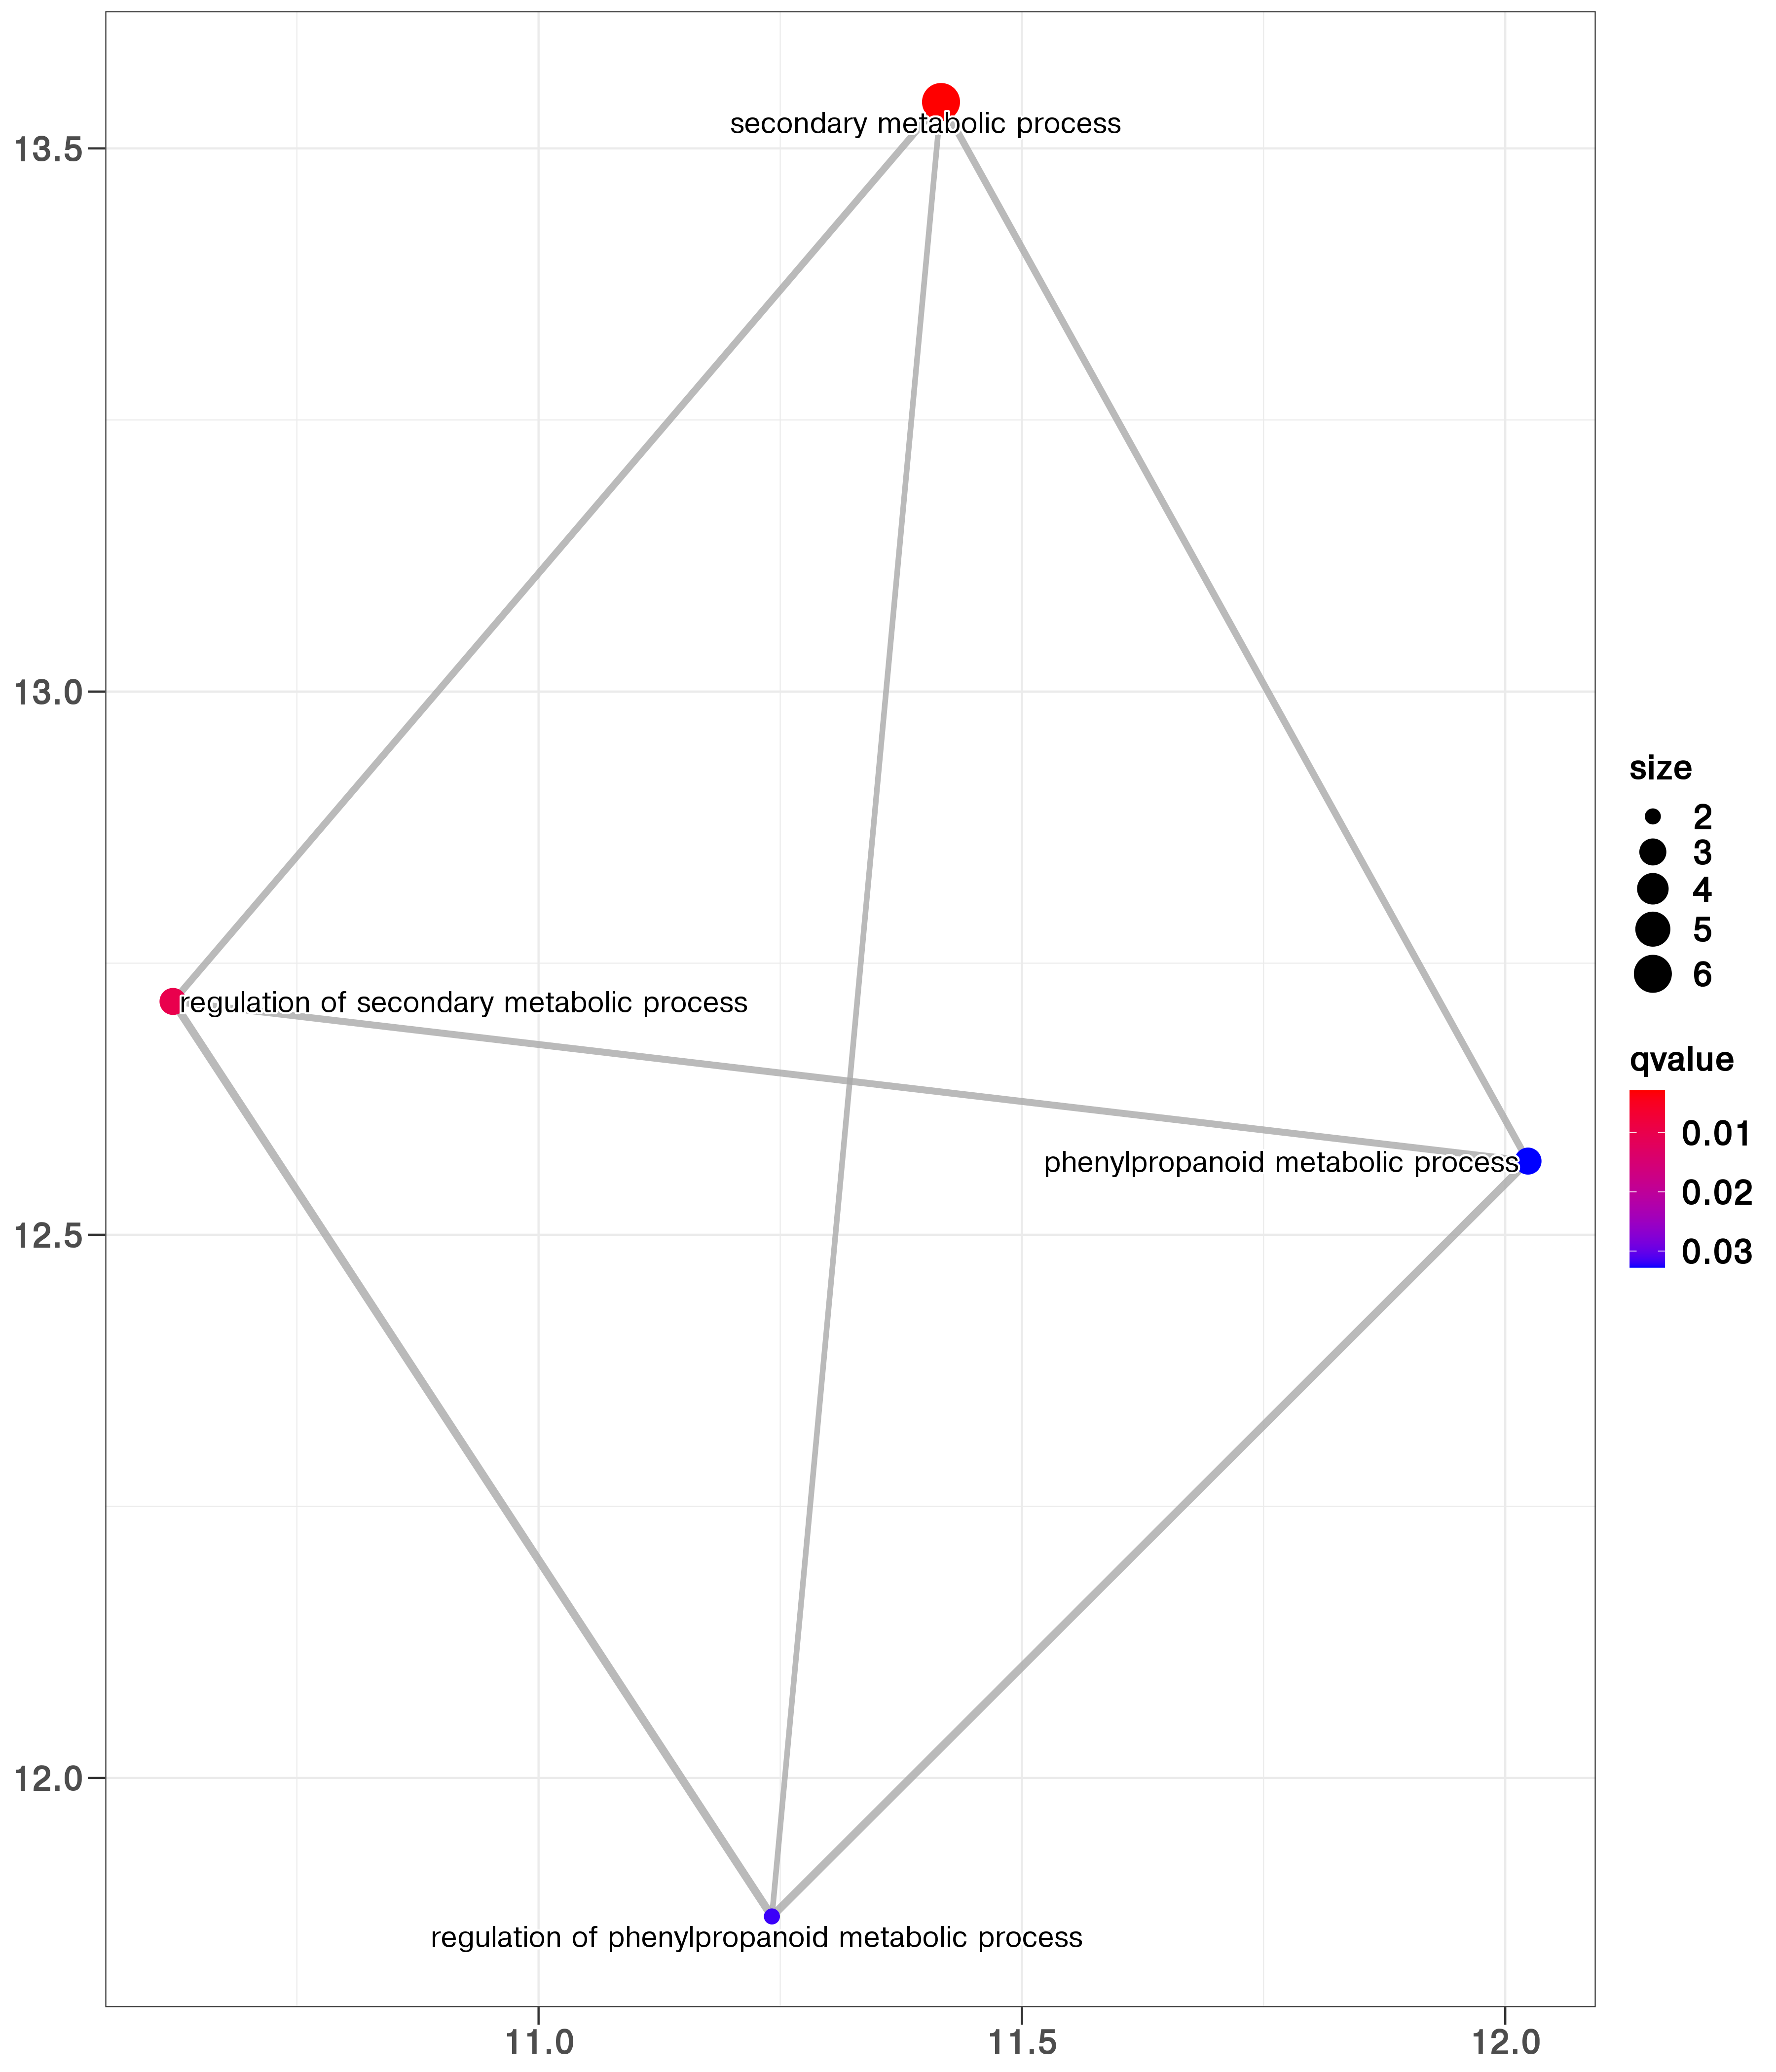 secondary metabolic process
13.5
13.0
regulation of secondary metabolic process
phenylpropanoid metabolic process
12.5
12.0
regulation of phenylpropanoid metabolic process
11.0
11.5
12.0
size
2
3
4
5
6
qvalue
0.01
0.02
0.03